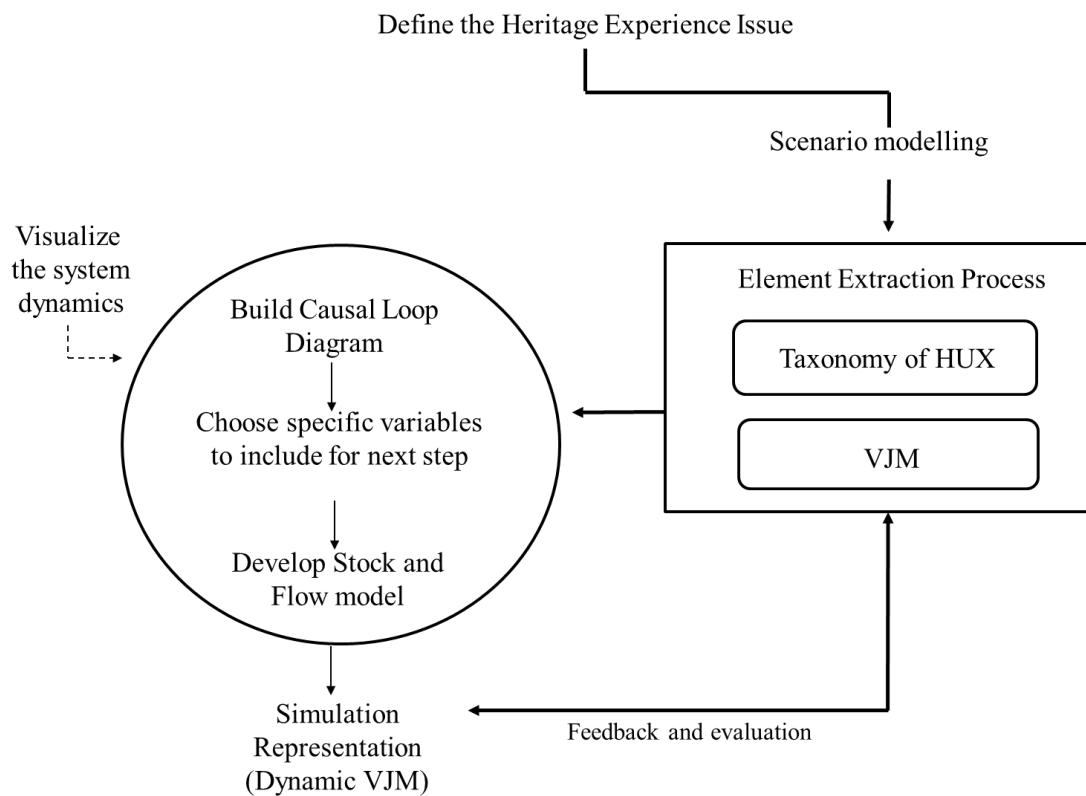 Define the Heritage Experience Issue
Scenario modelling
Visualize
the system
dynamics
Element Extraction Process
Taxonomy of HUX
VJM
Build Causal Loop
Diagram
Choose specific variables
to include for next step
Develop Stock and
Flow model
Simulation
Representation
(Dynamic VJM)
Feedback and evaluation